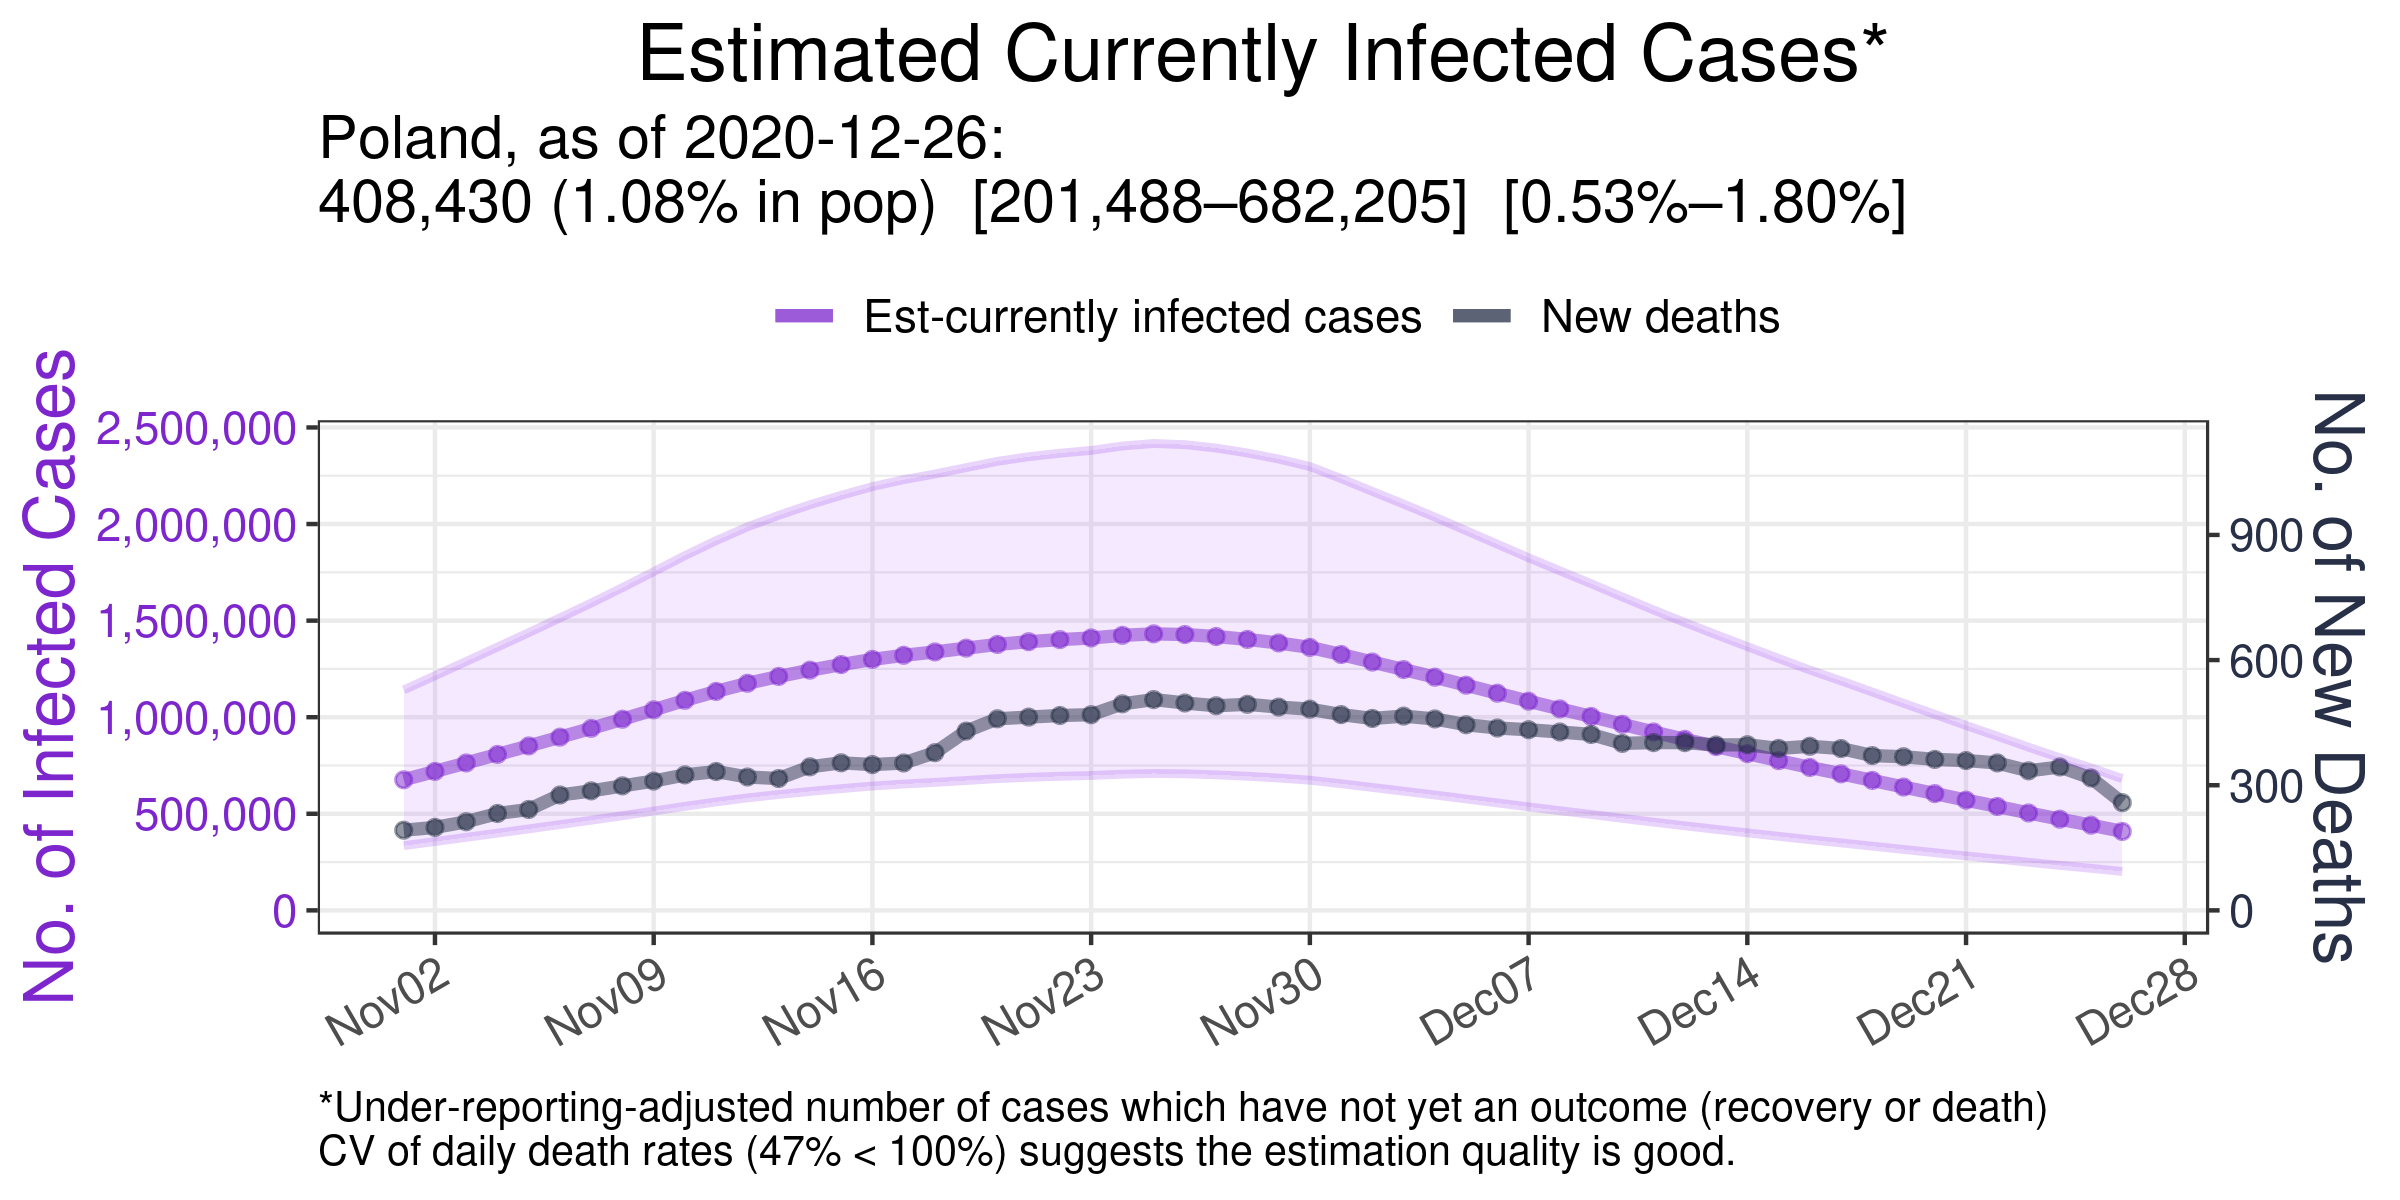 Estimated Currently Infected Cases*
Poland, as of 2020-12-26:
408,430 (1.08% in pop)  [201,488–682,205]  [0.53%–1.80%]
Est-currently infected cases
New deaths
No. of Infected Cases
2,500,000
2,000,000
1,500,000
1,000,000
500,000
0
900
600
300
0
No. of New Deaths
Nov02
Nov09
Nov16
Nov23
Nov30
Dec07
Dec14
Dec21
Dec28
*Under-reporting-adjusted number of cases which have not yet an outcome (recovery or death)
CV of daily death rates (47% < 100%) suggests the estimation quality is good.